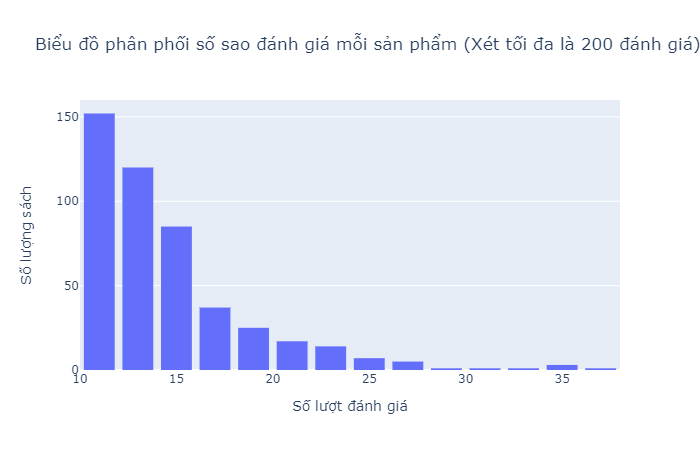 Biểu đồ phân phối số sao đánh giá mỗi sản phẩm (Xét tối đa là 200 đánh giá)
150
100
50
0
Số lượng sách
10 15 20 25 30 35
Số lượt đánh giá